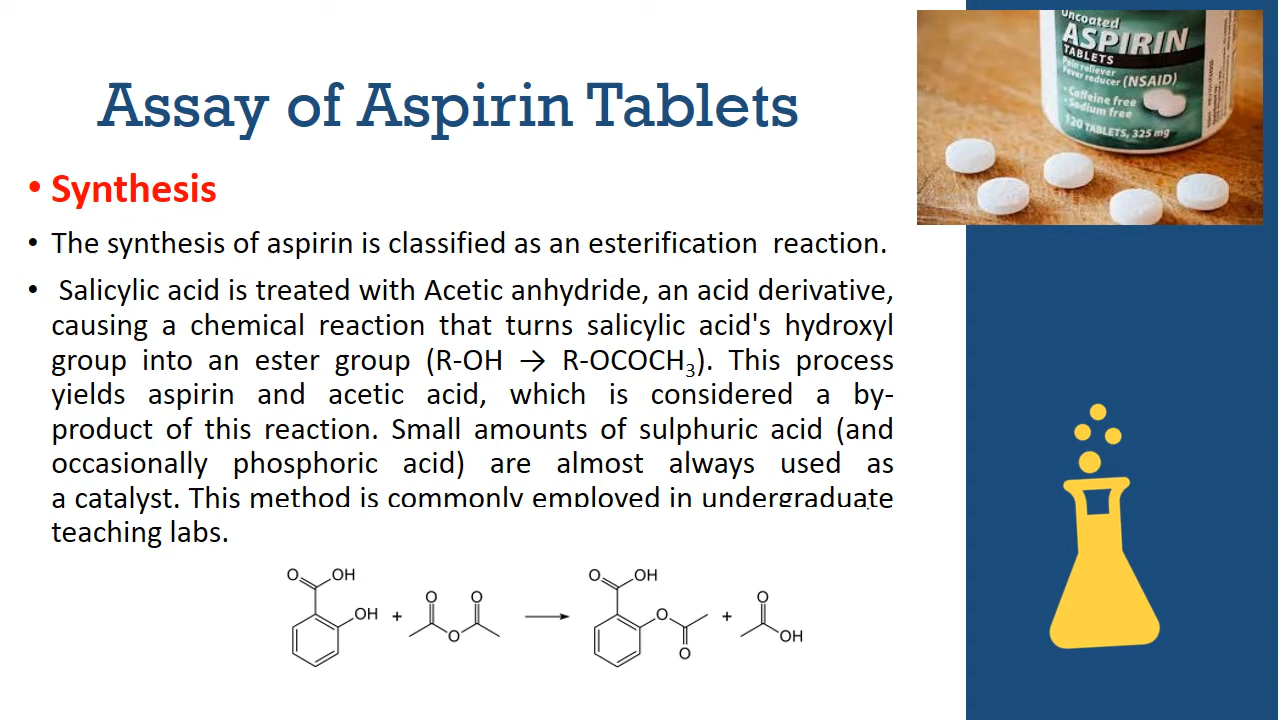 Uncoated
ASPIRIN
TABLETS
Pain reliever
Fever reducer (NSAID)
• Caffeine free
• Sodium free
120 TABLETS, 325 mg
Assay of Aspirin Tablets
• Synthesis
• The synthesis of aspirin is classified as an esterification reaction.
• Salicylic acid is treated with Acetic anhydride, an acid derivative,
causing a chemical reaction that turns salicylic acid's hydroxyl
group into an ester group (R-OH → R-OCOCH₃). This process
yields aspirin and acetic acid, which is considered a by-
product of this reaction. Small amounts of sulphuric acid (and
occasionally phosphoric acid) are almost always used as
a catalyst. This method is commonly employed in undergraduate
teaching labs.
O OH OH + O O O → O OH O O + O OH